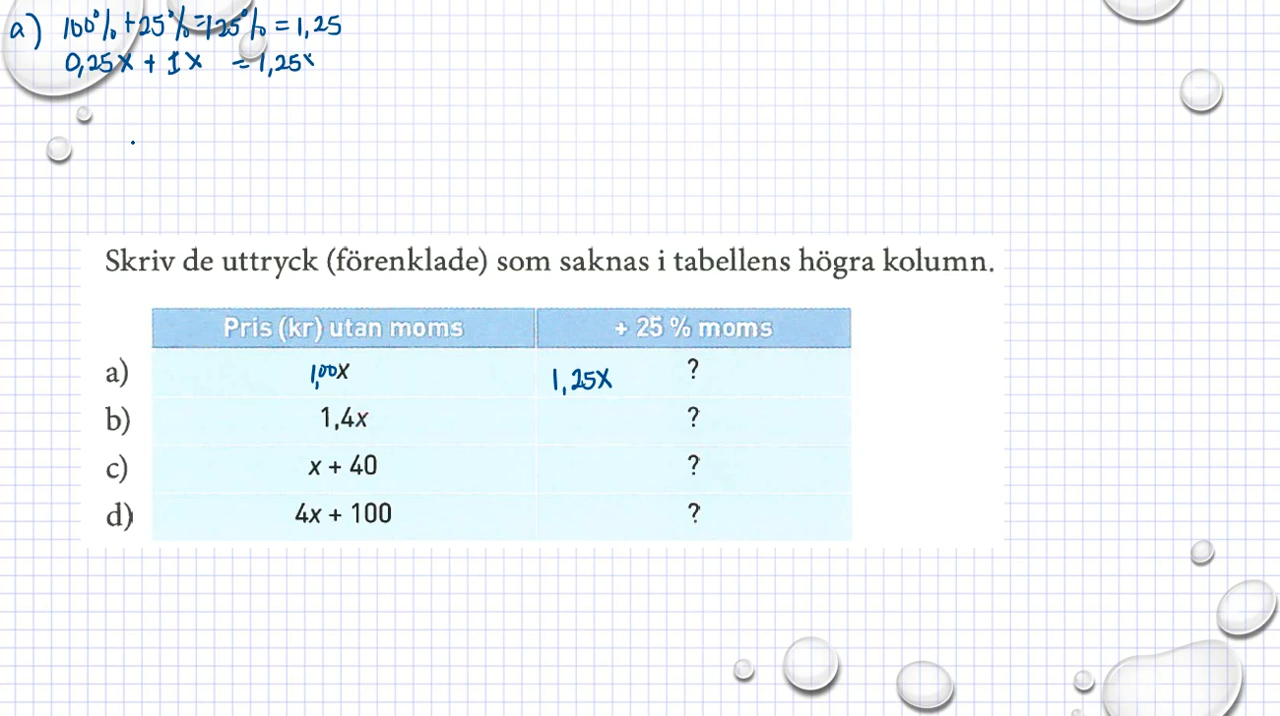 a) 100% + 25% = 125% = 1,25
0,25x + 1x = 1,25x
Skriv de uttryck (förenklade) som saknas i tabellens högra kolumn.
Pris (kr) utan moms + 25 % moms
a) 1,00x 1,25x ?
b) 1,4x ?
c) x + 40 ?
d) 4x + 100 ?